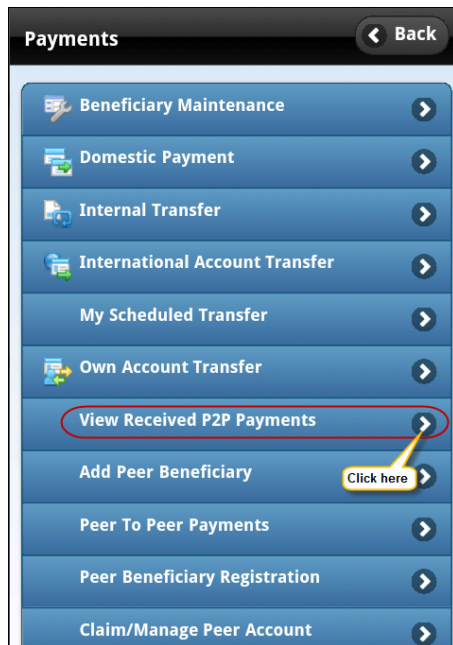 Payments
Back
Beneficiary Maintenance
Domestic Payment
Internal Transfer
International Account Transfer
My Scheduled Transfer
Own Account Transfer
View Received P2P Payments
Add Peer Beneficiary
Click here
Peer To Peer Payments
Peer Beneficiary Registration
Claim/Manage Peer Account